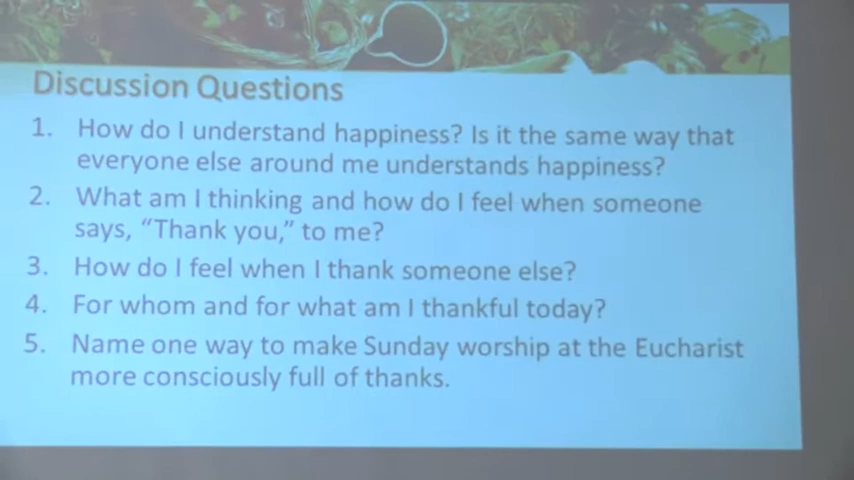 Discussion Questions
1. How do I understand happiness? Is it the same way that
everyone else around me understands happiness?
2. What am I thinking and how do I feel when someone
says, “Thank you,” to me?
3. How do I feel when I thank someone else?
4. For whom and for what am I thankful today?
5. Name one way to make Sunday worship at the Eucharist
more consciously full of thanks.